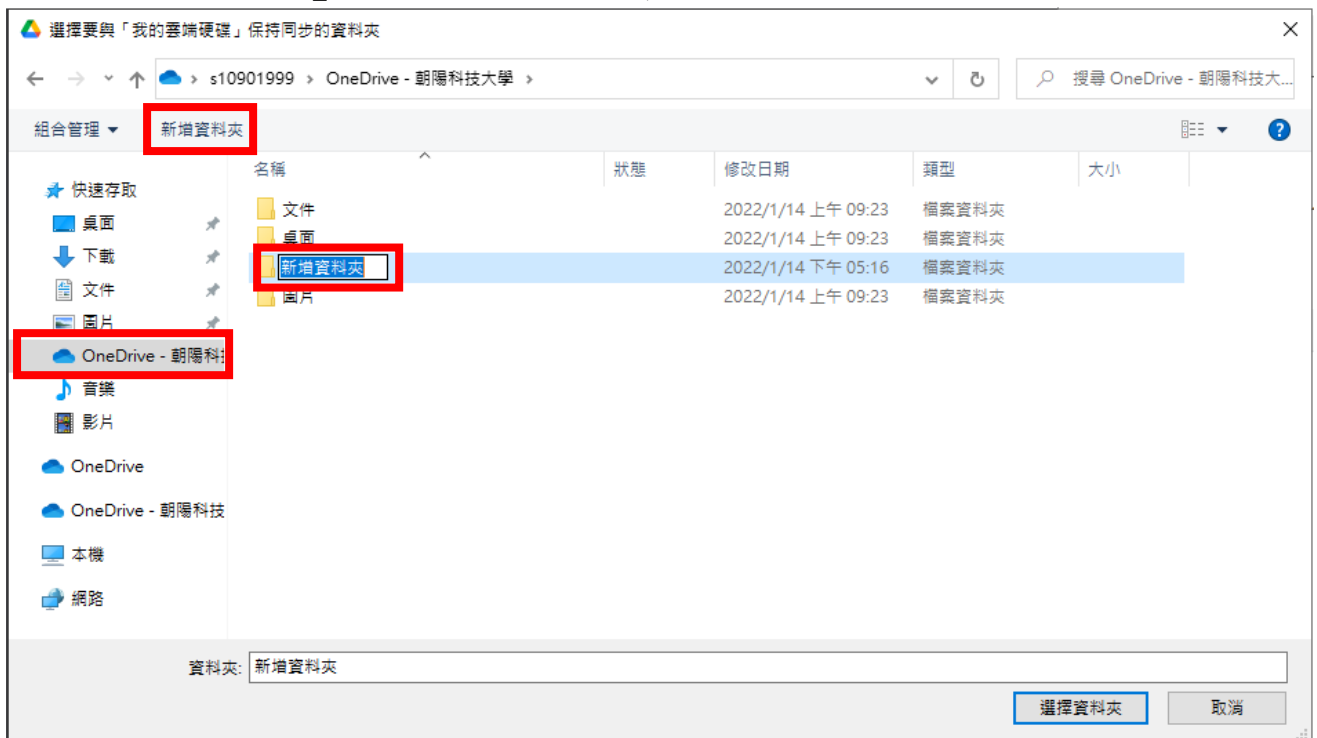 選擇要與「我的雲端硬碟」保持同步的資料夾
s10901999 › OneDrive - 朝陽科技大學 ›
搜尋 OneDrive - 朝陽科技大...
組合管理
新增資料夾
名稱 狀態 修改日期 類型 大小
快速存取
桌面
下載
文件
圖片
OneDrive - 朝陽科
音樂
影片
OneDrive
OneDrive - 朝陽科技
本機
網路
文件 2022/1/14 上午 09:23 檔案資料夾
桌面 2022/1/14 上午 09:23 檔案資料夾
新增資料夾 2022/1/14 下午 05:16 檔案資料夾
圖片 2022/1/14 上午 09:23 檔案資料夾
資料夾: 新增資料夾
選擇資料夾 取消